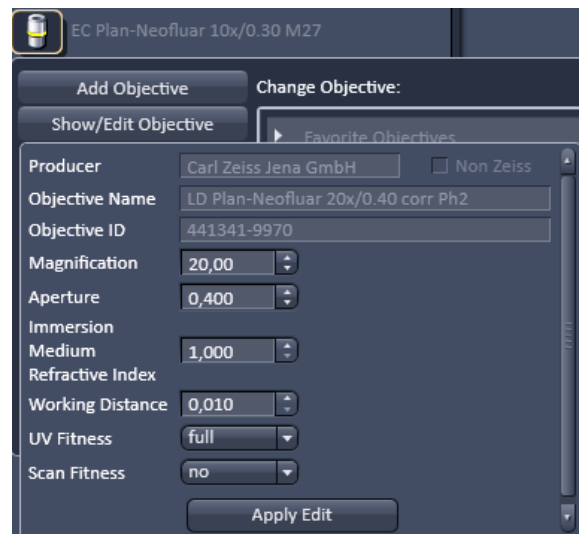 EC Plan-Neofluar 10x/0.30 M27
Add Objective Change Objective:
Show/Edit Objective Favorite Objectives
Producer Carl Zeiss Jena GmbH Non Zeiss
Objective Name LD Plan-Neofluar 20x/0.40 corr Ph2
Objective ID 441341-9970
Magnification 20,00
Aperture 0,400
Immersion
Medium 1,000
Refractive Index
Working Distance 0,010
UV Fitness full
Scan Fitness no
Apply Edit